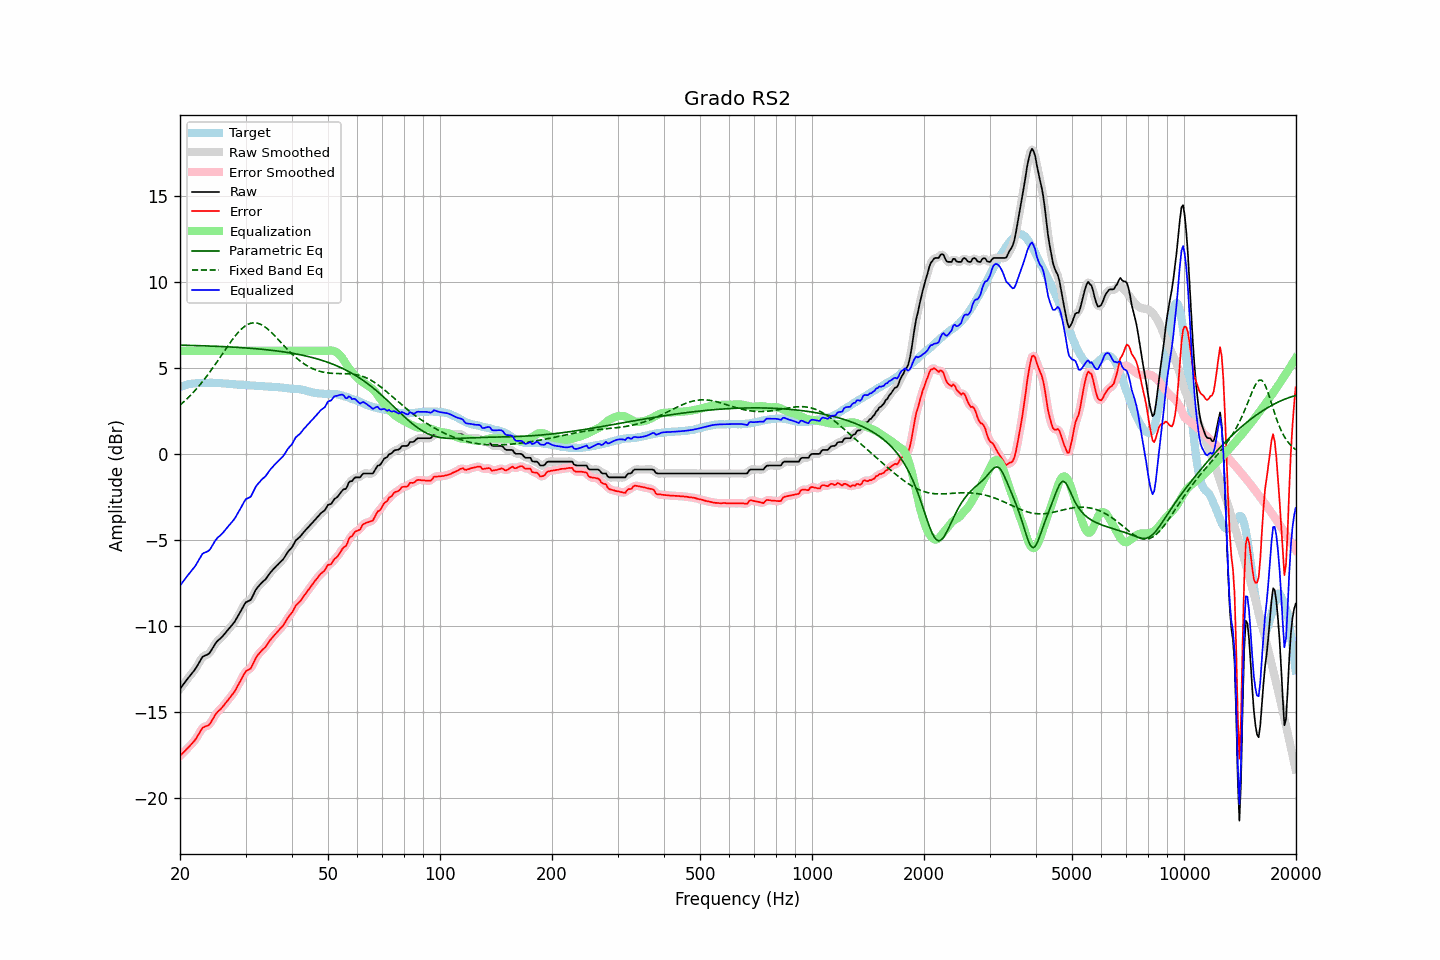 Grado RS2
Target
Raw Smoothed
Error Smoothed
Raw
Error
Equalization
Parametric Eq
Fixed Band Eq
Equalized
Amplitude (dBr)
15
10
5
0
−5
−10
−15
−20
20
50
100
200
500
1000
2000
5000
10000
20000
Frequency (Hz)